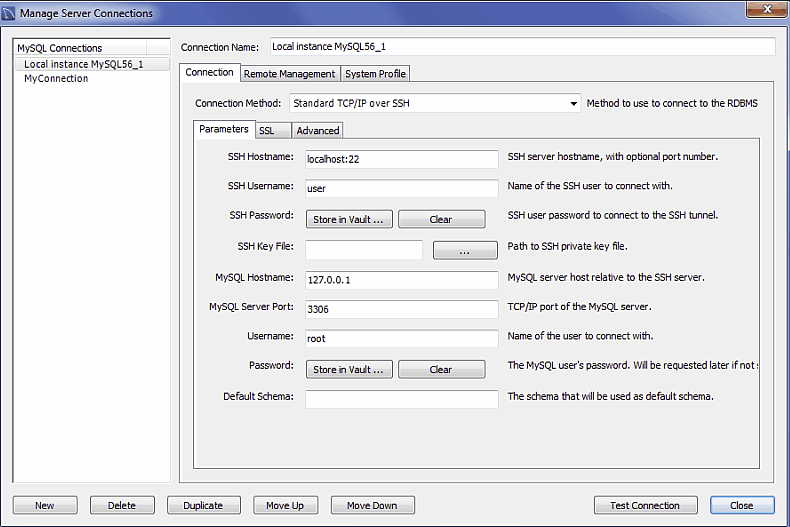 Manage Server Connections
MySQL Connections
Local instance MySQL56_1
MyConnection
Connection Name: Local instance MySQL56_1
Connection Remote Management System Profile
Connection Method: Standard TCP/IP over SSH Method to use to connect to the RDBMS
Parameters SSL Advanced
SSH Hostname: localhost:22 SSH server hostname, with optional port number.
SSH Username: user Name of the SSH user to connect with.
SSH Password: Store in Vault ... Clear SSH user password to connect to the SSH tunnel.
SSH Key File: ... Path to SSH private key file.
MySQL Hostname: 127.0.0.1 MySQL server host relative to the SSH server.
MySQL Server Port: 3306 TCP/IP port of the MySQL server.
Username: root Name of the user to connect with.
Password: Store in Vault ... Clear The MySQL user's password. Will be requested later if not s
Default Schema: The schema that will be used as default schema.
New Delete Duplicate Move Up Move Down Test Connection Close